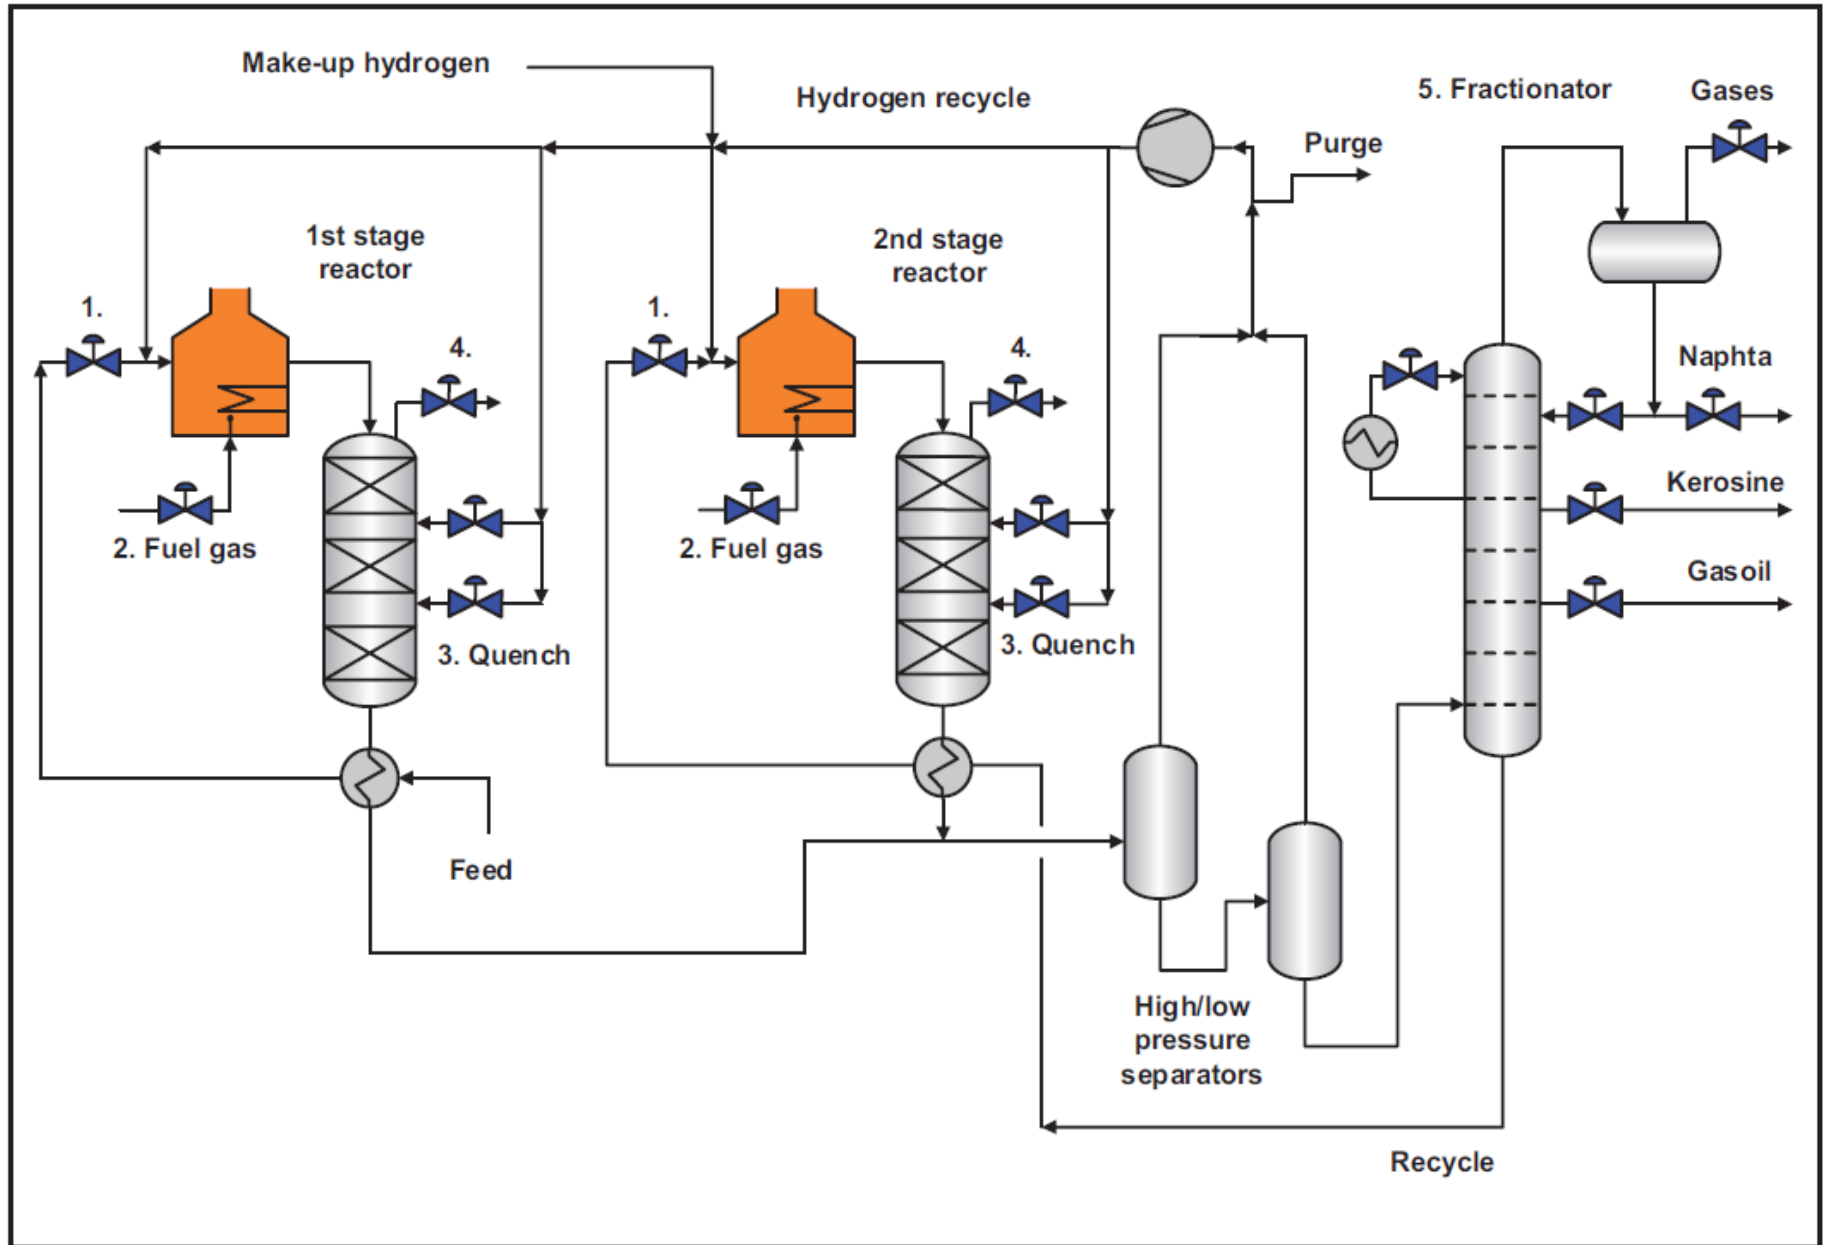 Make-up hydrogen
Hydrogen recycle
5. Fractionator
Gases
Purge
1st stage
reactor
2nd stage
reactor
1.
4.
1.
4.
Naphta
Kerosine
2. Fuel gas
2. Fuel gas
Gasoil
3. Quench
3. Quench
Feed
High/low
pressure
separators
Recycle